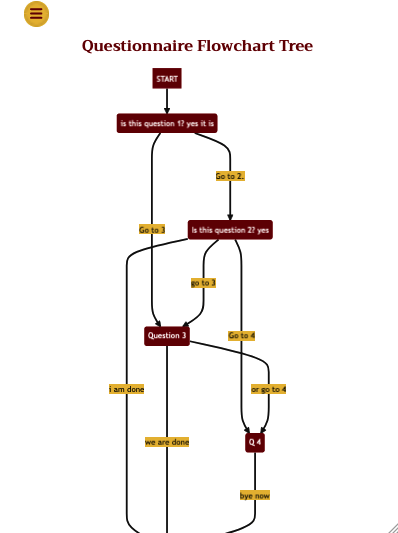 Questionnaire Flowchart Tree
START
is this question 1? yes it is
Go to 2.
Go to 3
Is this question 2? yes
go to 3
Question 3
Go to 4
i am done
or go to 4
we are done
Q 4
bye now